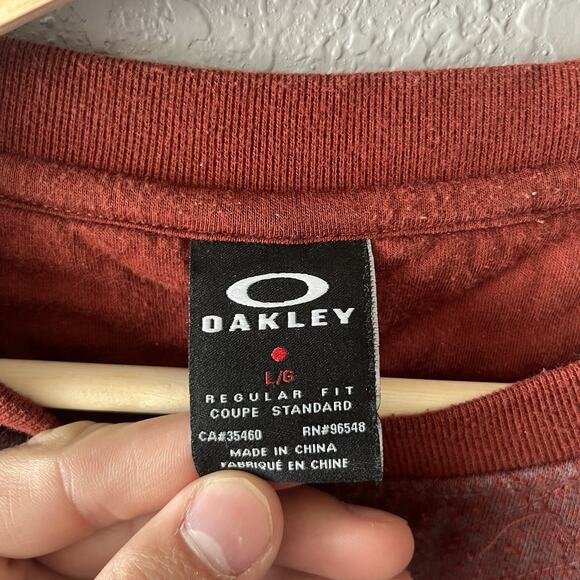 OAKLEY
L/G
REGULAR FIT
COUPE STANDARD
CA#35460 RN#96548
MADE IN CHINA
FABRIQUÉ EN CHINE